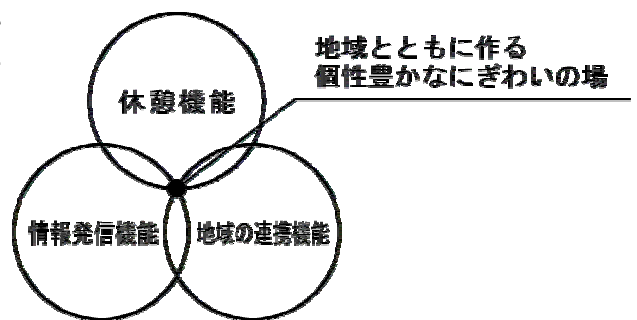 地域とともに作る
個性豊かなにぎわいの場
休憩機能
情報発信機能
地域の連携機能